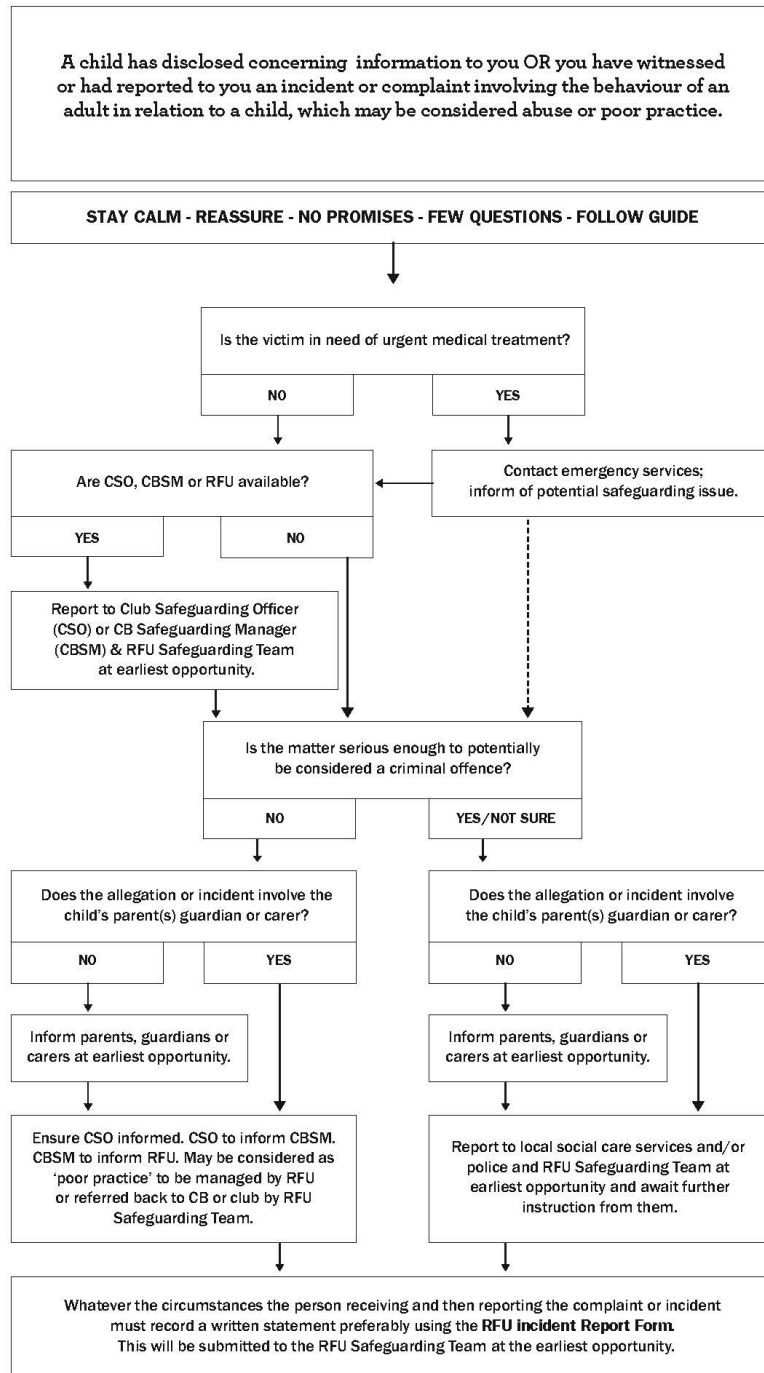 A child has disclosed concerning information to you OR you have witnessed
or had reported to you an incident or complaint involving the behaviour of an
adult in relation to a child, which may be considered abuse or poor practice.
STAY CALM - REASSURE - NO PROMISES - FEW QUESTIONS - FOLLOW GUIDE
Is the victim in need of urgent medical treatment?
NO
YES
Are CSO, CBSM or RFU available?
YES
NO
Contact emergency services;
inform of potential safeguarding issue.
Report to Club Safeguarding Officer
(CSO) or CB Safeguarding Manager
(CBSM) & RFU Safeguarding Team
at earliest opportunity.
Is the matter serious enough to potentially
be considered a criminal offence?
NO
YES/NOT SURE
Does the allegation or incident involve the
child's parent(s) guardian or carer?
NO
YES
Does the allegation or incident involve
the child's parent(s) guardian or carer?
NO
YES
Inform parents, guardians or
carers at earliest opportunity.
Inform parents, guardians or
carers at earliest opportunity.
Ensure CSO informed. CSO to inform CBSM.
CBSM to inform RFU. May be considered as
'poor practice' to be managed by RFU
or referred back to CB or club by RFU
Safeguarding Team.
Report to local social care services and/or
police and RFU Safeguarding Team at
earliest opportunity and await further
instruction from them.
Whatever the circumstances the person receiving and then reporting the complaint or incident
must record a written statement preferably using the RFU incident Report Form.
This will be submitted to the RFU Safeguarding Team at the earliest opportunity.